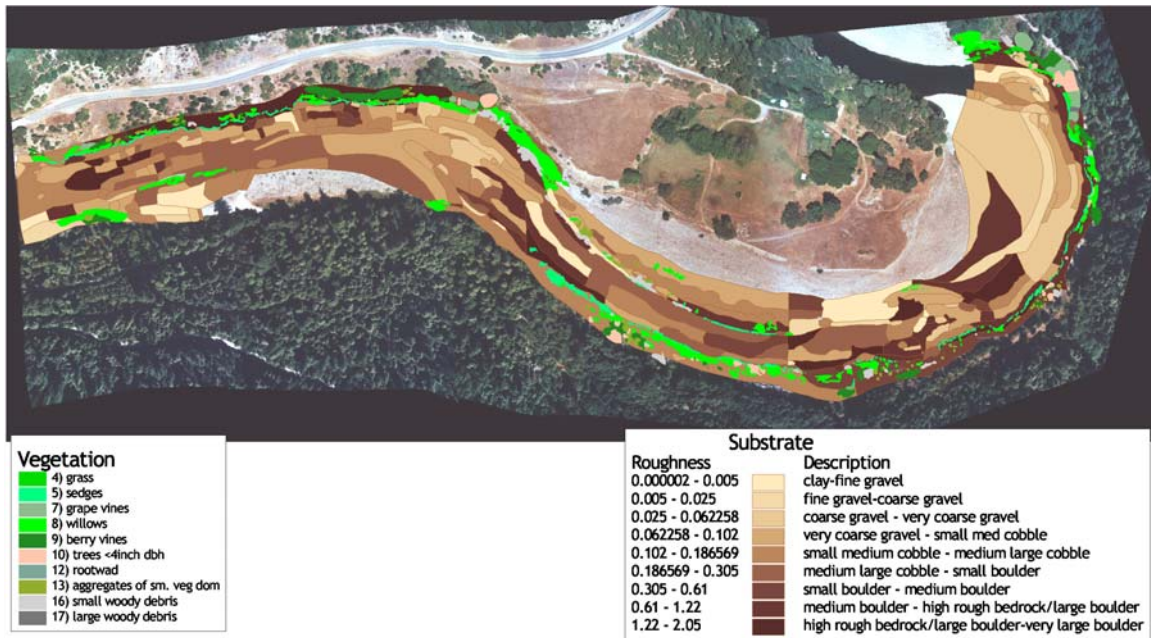 Vegetation
4) grass
5) sedges
7) grape vines
8) willows
9) berry vines
10) trees <4inch dbh
12) rootwad
13) aggregates of sm. veg dom
16) small woody debris
17) large woody debris
Substrate
Roughness Description
0.000002 - 0.005 clay-fine gravel
0.005 - 0.025 fine gravel-coarse gravel
0.025 - 0.062258 coarse gravel - very coarse gravel
0.062258 - 0.102 very coarse gravel - small med cobble
0.102 - 0.186569 small medium cobble - medium large cobble
0.186569 - 0.305 medium large cobble - small boulder
0.305 - 0.61 small boulder - medium boulder
0.61 - 1.22 medium boulder - high rough bedrock/large boulder
1.22 - 2.05 high rough bedrock/large boulder-very large boulder